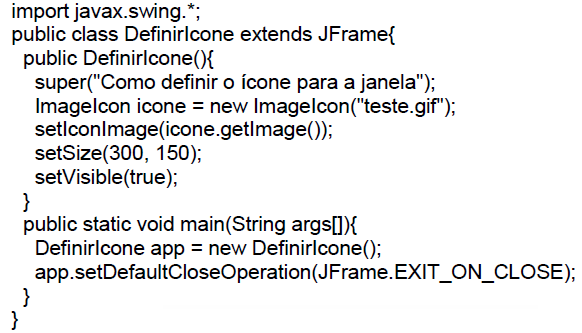 import javax.swing.*;
public class DefinirIcone extends JFrame{
public DefinirIcone(){
super("Como definir o ícone para a janela");
ImageIcon icone = new ImageIcon("teste.gif");
setIconImage(icone.getImage());
setSize(300, 150);
setVisible(true);
}
public static void main(String args[]){
DefinirIcone app = new DefinirIcone();
app.setDefaultCloseOperation(JFrame.EXIT_ON_CLOSE);
}
}